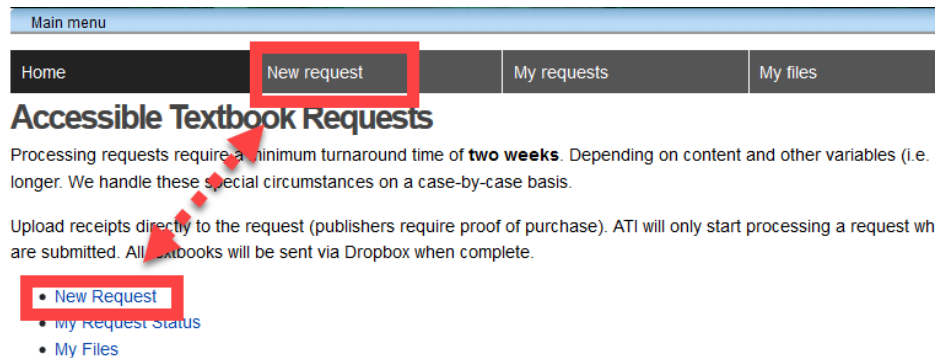 Main menu
Home New request My requests My files
Accessible Textbook Requests
Processing requests require a minimum turnaround time of two weeks. Depending on content and other variables (i.e.
longer. We handle these special circumstances on a case-by-case basis.
Upload receipts directly to the request (publishers require proof of purchase). ATI will only start processing a request wh
are submitted. All textbooks will be sent via Dropbox when complete.
• New Request
• My Request Status
• My Files